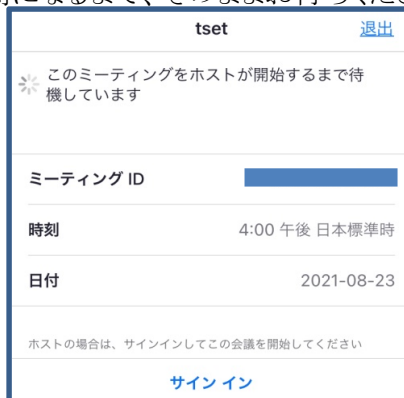 tset 退出
このミーティングをホストが開始するまで待
機しています
ミーティング ID
時刻 4:00 午後 日本標準時
日付 2021-08-23
ホストの場合は、サインインしてこの会議を開始してください
サイン イン